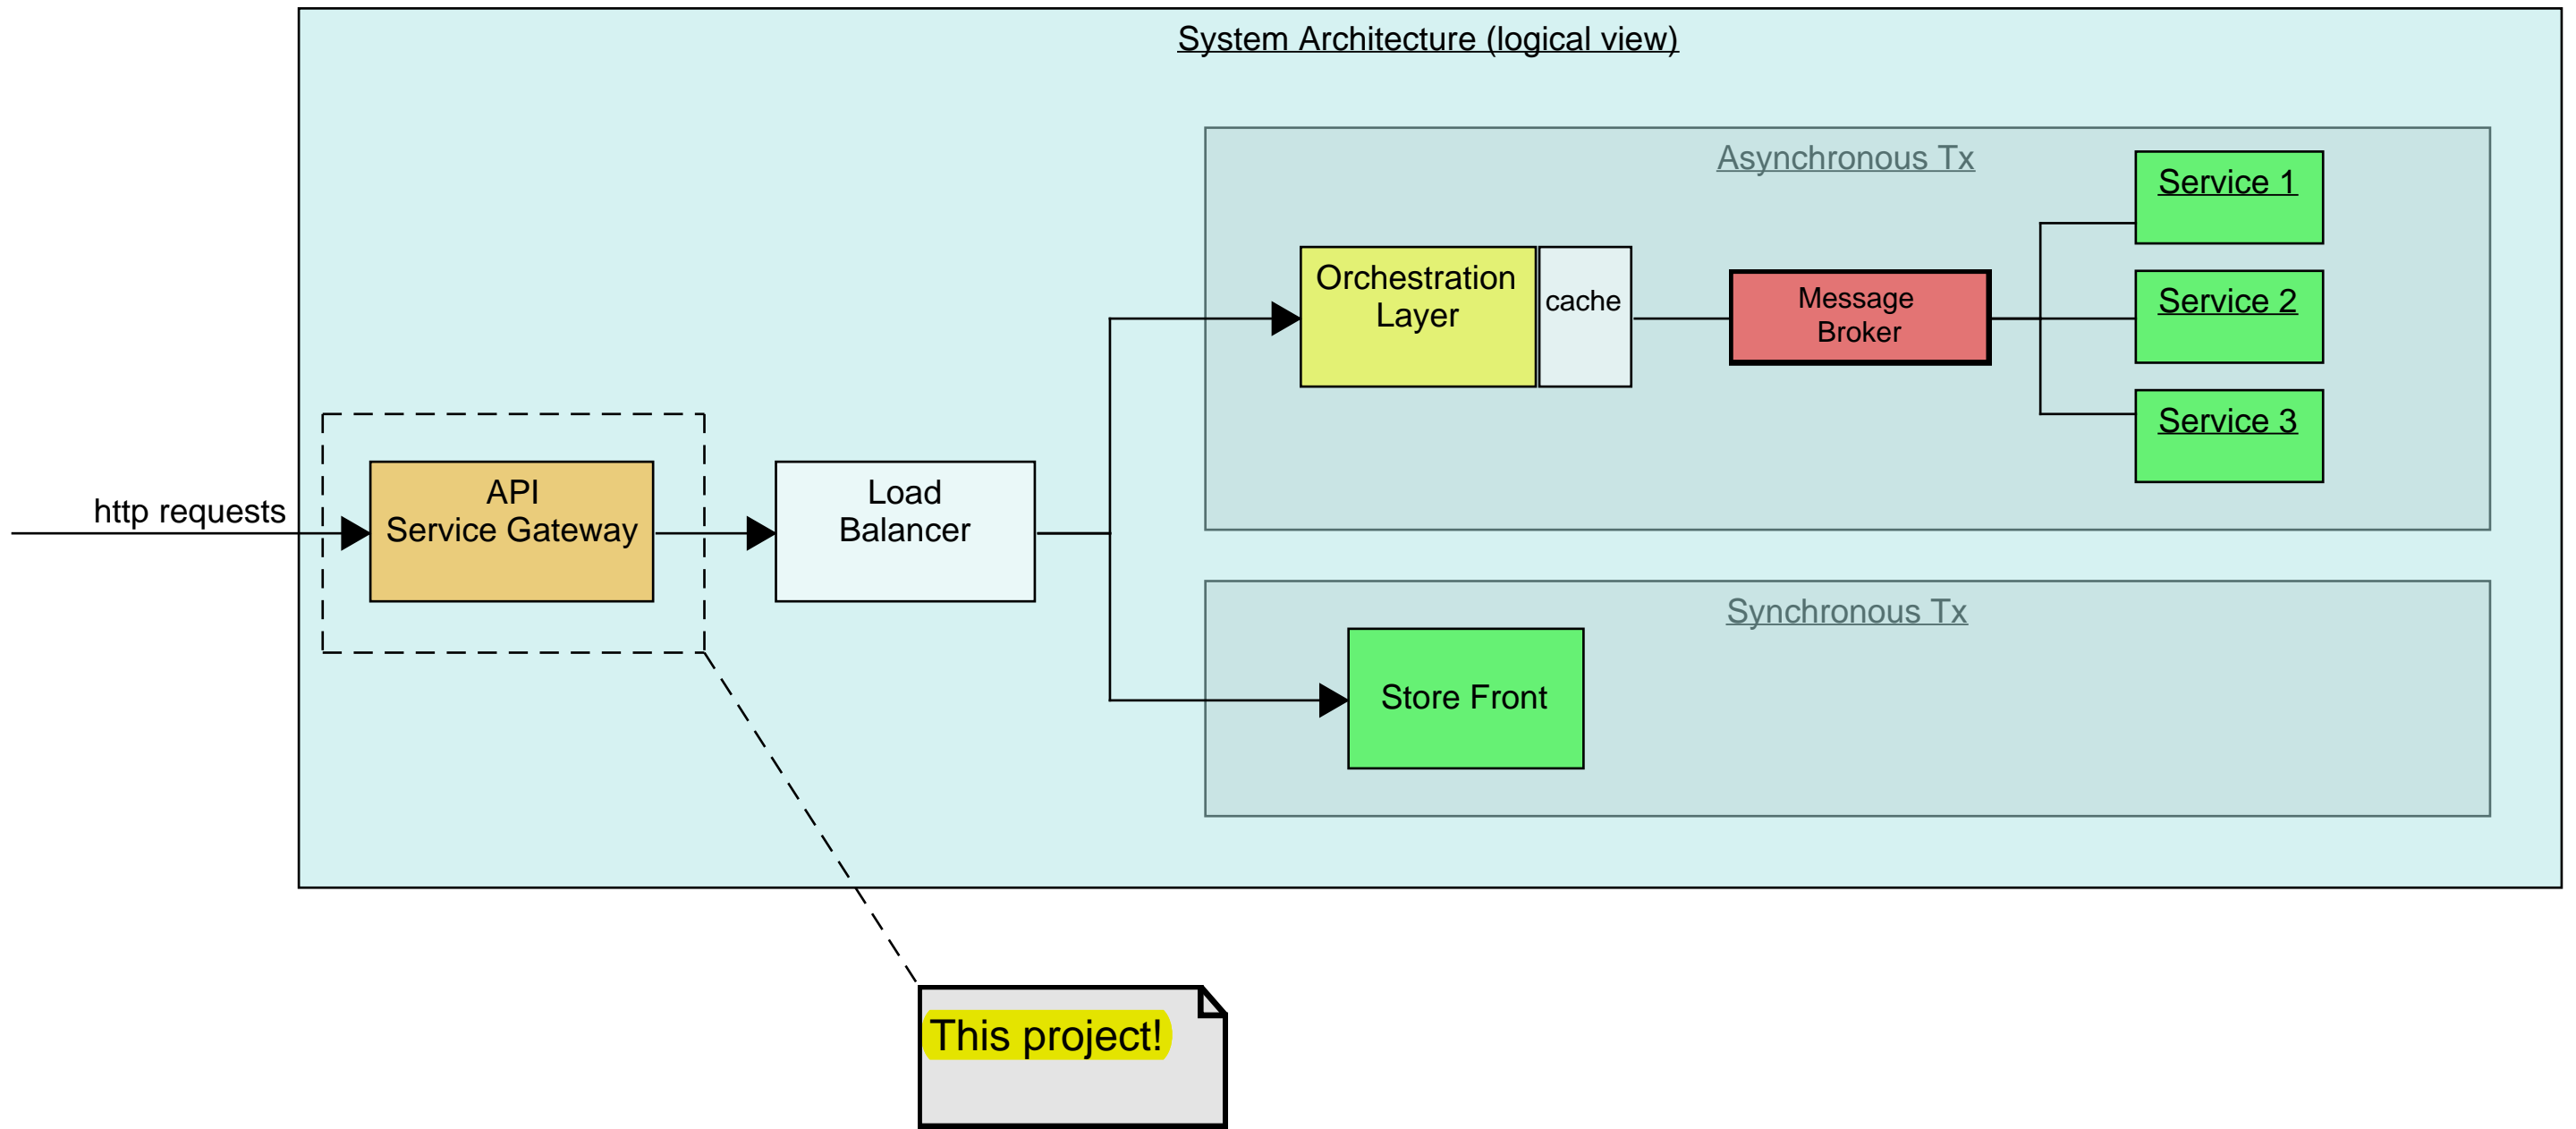 System Architecture (logical view)
Asynchronous Tx
Service 1
Orchestration
Layer
cache
Message
Broker
Service 2
Service 3
http requests
API
Service Gateway
Load
Balancer
Synchronous Tx
Store Front
This project!